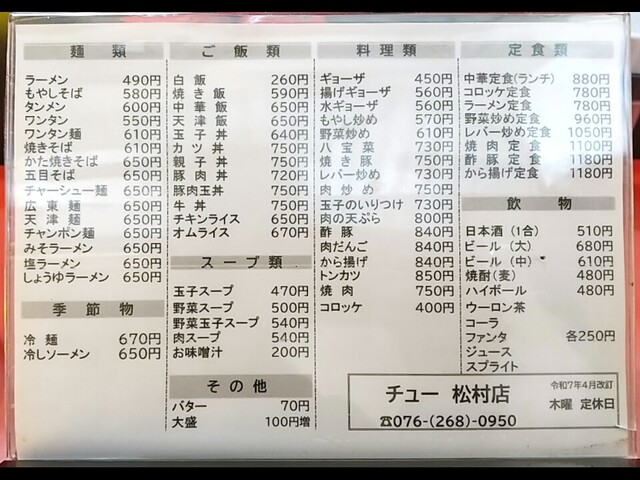 麺類
ラーメン 490円
もやしそば 580円
タンメン 600円
ワンタン 550円
ワンタン麺 610円
焼きそば 610円
かた焼きそば 650円
五目そば 650円
チャーシュー麺 650円
広東麺 650円
天津麺 650円
チャンポン麺 650円
みそラーメン 650円
塩ラーメン 650円
しょうゆラーメン 650円
季節物
冷麺 670円
冷しソーメン 650円
ご飯類
白飯 260円
焼き飯 590円
中華飯 650円
天津飯 650円
玉子丼 640円
カツ丼 750円
親子丼 750円
豚肉丼 750円
豚肉玉丼 750円
牛丼 750円
チキンライス 650円
オムライス 670円
スープ類
玉子スープ 470円
野菜スープ 500円
野菜玉子スープ 540円
肉スープ 540円
お味噌汁 200円
その他
バター 70円
大盛 100円増
料理類
ギョーザ 450円
揚げギョーザ 580円
水ギョーザ 580円
もやし炒め 570円
野菜炒め 610円
八宝菜 730円
焼き豚 750円
レバー炒め 730円
肉炒め 750円
玉子のいりつけ 730円
肉の天ぷら 800円
酢豚 840円
肉だんご 840円
から揚げ 840円
トンカツ 850円
焼肉 750円
コロッケ 400円
定食類
中華定食(ランチ) 880円
コロッケ定食 780円
ラーメン定食 780円
野菜炒め定食 960円
レバー炒め定食 1050円
焼肉定食 1100円
酢豚定食 1180円
から揚げ定食 1180円
飲物
日本酒(1合) 510円
ビール(大) 680円
ビール(中) 610円
焼酎(麦) 480円
ハイボール 480円
ウーロン茶
コーラ
ファンタ 各250円
ジュース
スプライト
チュー 松村店 令和7年4月改訂
☎076-(268)-0950 木曜 定休日